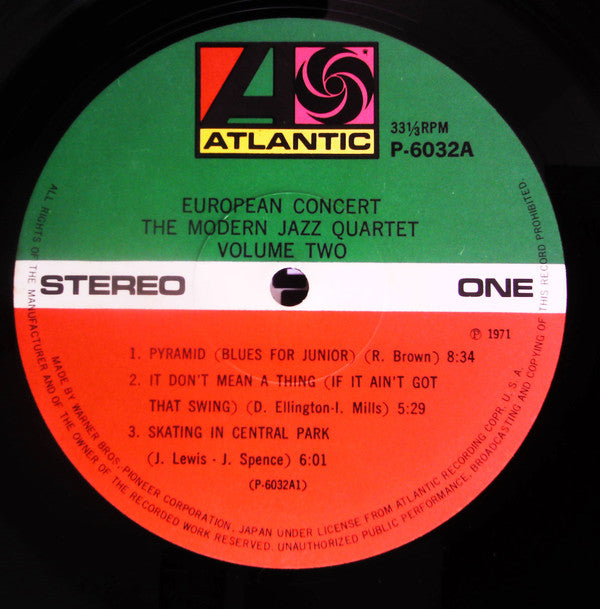 ATLANTIC
33⅓RPM
P-6032A
EUROPEAN CONCERT
THE MODERN JAZZ QUARTET
VOLUME TWO
STEREO
ONE
℗ 1971
1. PYRAMID (BLUES FOR JUNIOR) (R. Brown) 8:34
2. IT DON'T MEAN A THING (IF IT AIN'T GOT
THAT SWING) (D. Ellington-I. Mills) 5:29
3. SKATING IN CENTRAL PARK
(J. Lewis - J. Spence) 6:01
(P-6032A1)
MADE BY WARNER BROS. PIONEER CORPORATION, JAPAN UNDER LICENSE FROM ATLANTIC RECORDING COPR. U. S. A.
ALL RIGHTS OF THE MANUFACTURER AND OF THE OWNER OF THE RECORDED WORK RESERVED. UNAUTHORIZED PUBLIC PERFORMANCE, BROADCASTING AND COPYING OF THIS RECORD PROHIBITED.